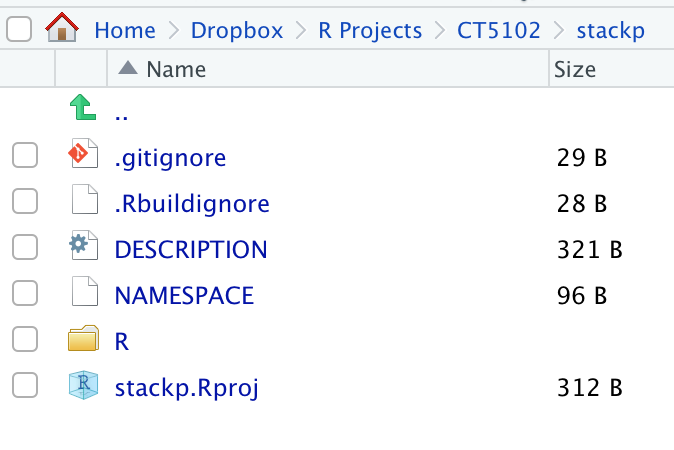 Home > Dropbox > R Projects > CT5102 > stackp
Name Size
..
.gitignore 29 B
.Rbuildignore 28 B
DESCRIPTION 321 B
NAMESPACE 96 B
R
stackp.Rproj 312 B